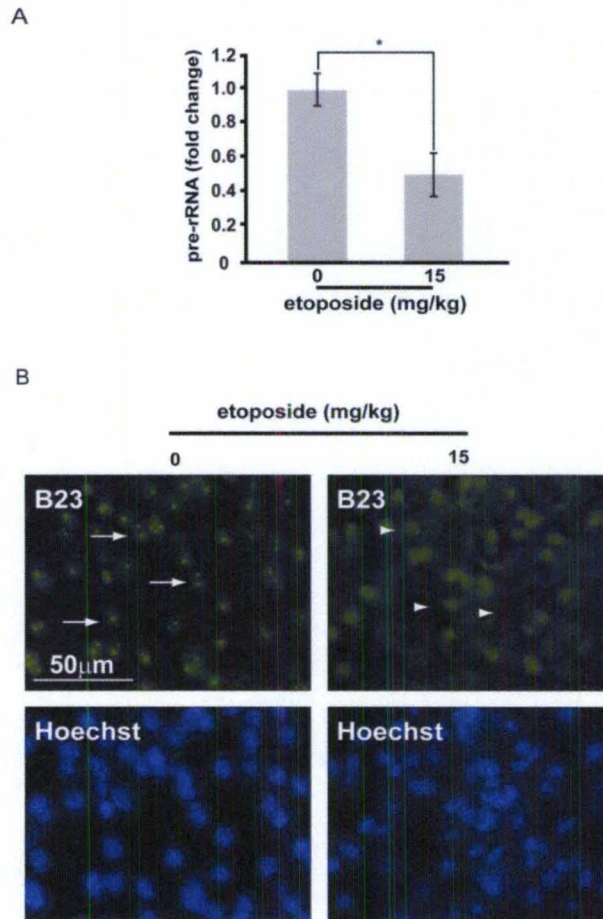 A
*
pre-rRNA (fold change)
1.2
1.0
0.8
0.6
0.4
0.2
0
0 15
etoposide (mg/kg)
B
etoposide (mg/kg)
0 15
B23 B23
50μm
Hoechst Hoechst